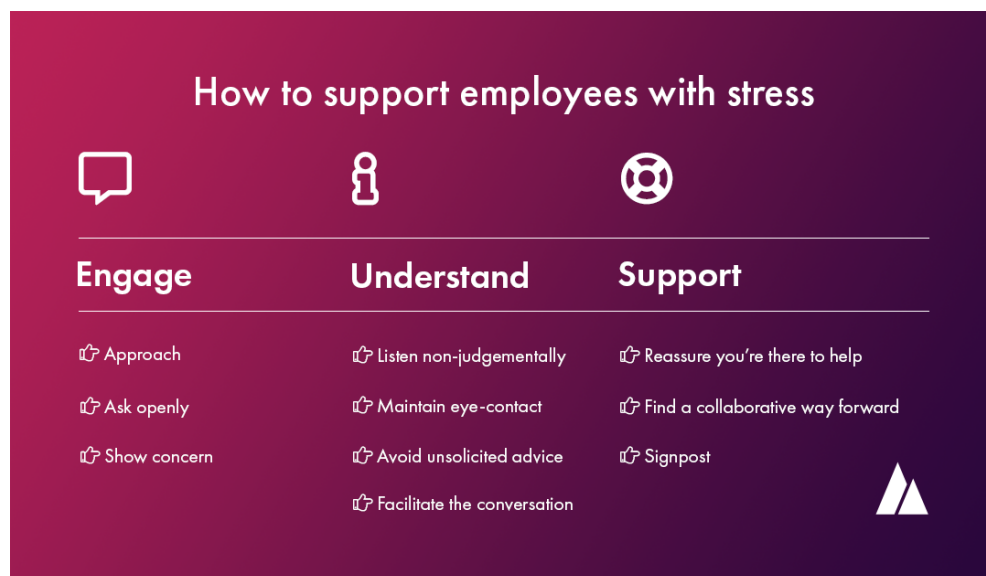 How to support employees with stress
Engage
Approach
Ask openly
Show concern
Understand
Listen non-judgementally
Maintain eye-contact
Avoid unsolicited advice
Facilitate the conversation
Support
Reassure you’re there to help
Find a collaborative way forward
Signpost